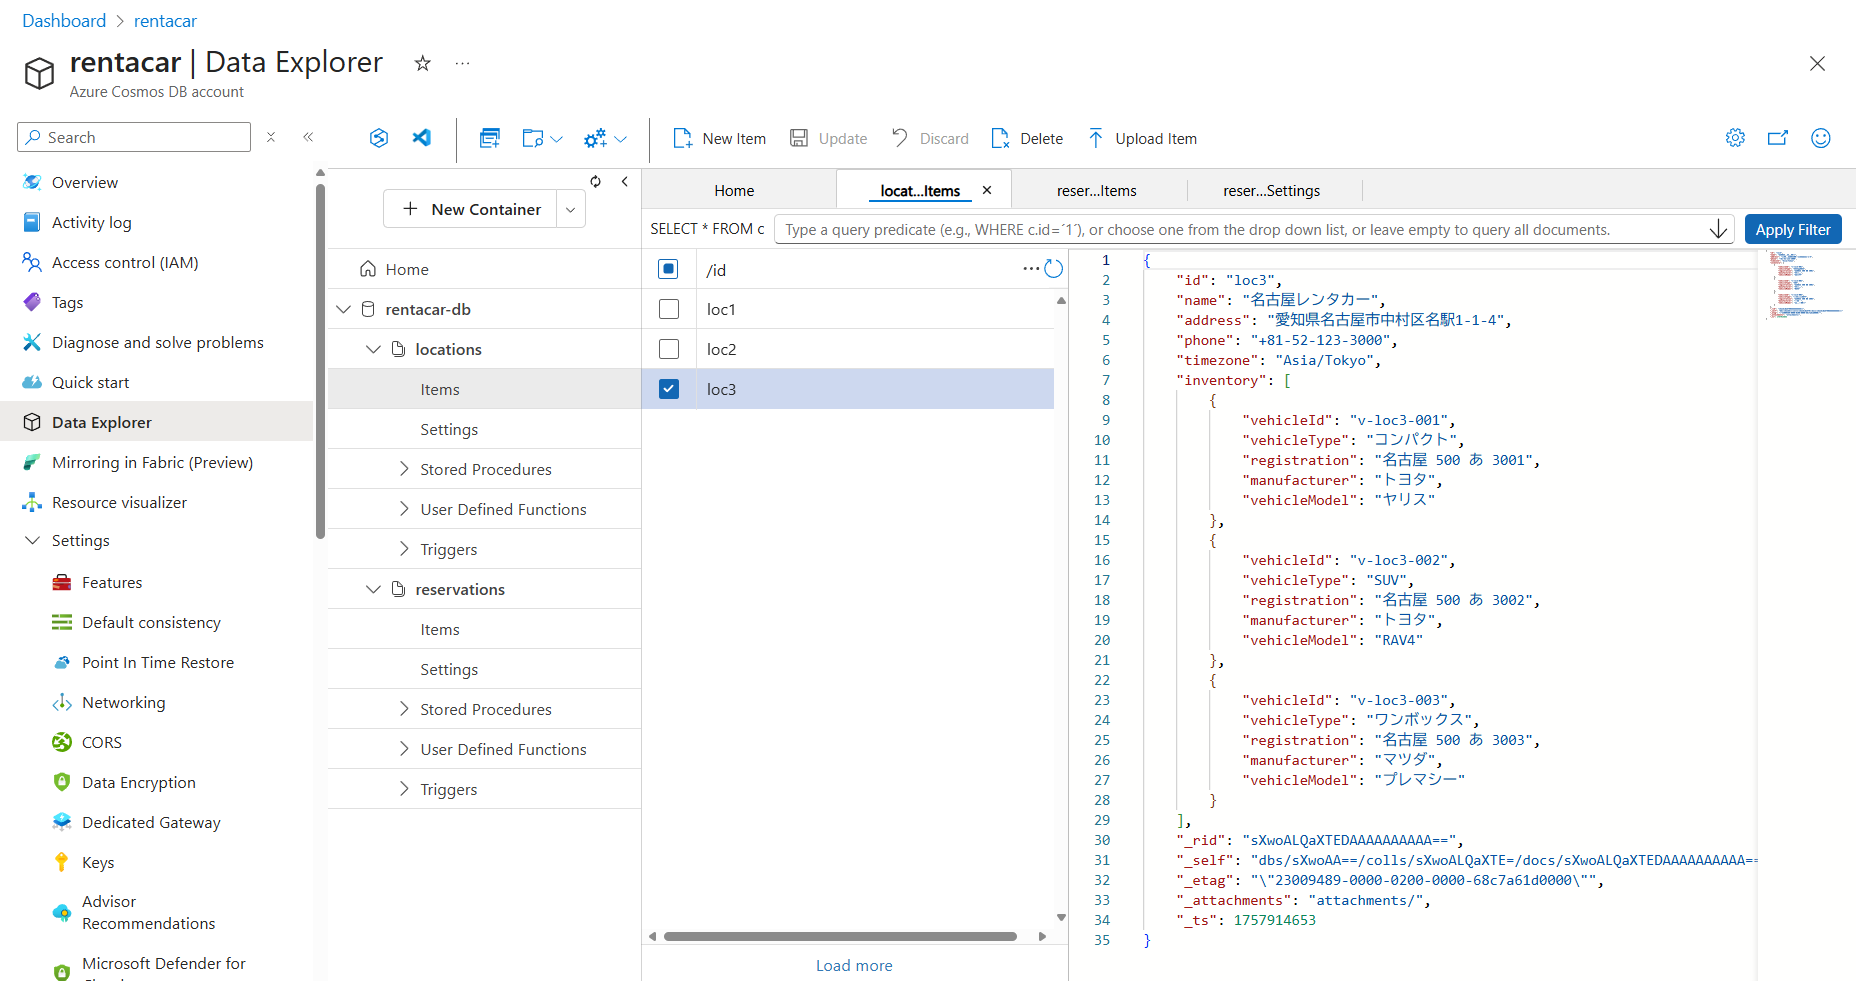 Dashboard > rentacar
rentacar | Data Explorer
Azure Cosmos DB account
Search
Overview
Activity log
Access control (IAM)
Tags
Diagnose and solve problems
Quick start
Data Explorer
Mirroring in Fabric (Preview)
Resource visualizer
Settings
Features
Default consistency
Point In Time Restore
Networking
CORS
Data Encryption
Dedicated Gateway
Keys
Advisor
Recommendations
Microsoft Defender for
New Item
Update
Discard
Delete
Upload Item
New Container
Home
rentacar-db
locations
Items
Settings
Stored Procedures
User Defined Functions
Triggers
reservations
Items
Settings
Stored Procedures
User Defined Functions
Triggers
Home
locat...Items
reser...Items
reser...Settings
SELECT * FROM c
Type a query predicate (e.g., WHERE c.id=´1´), or choose one from the drop down list, or leave empty to query all documents.
Apply Filter
/id
loc1
loc2
loc3
Load more
1 {
2 "id": "loc3",
3 "name": "名古屋レンタカー",
4 "address": "愛知県名古屋市中村区名駅1-1-4",
5 "phone": "+81-52-123-3000",
6 "timezone": "Asia/Tokyo",
7 "inventory": [
8 {
9 "vehicleId": "v-loc3-001",
10 "vehicleType": "コンパクト",
11 "registration": "名古屋 500 あ 3001",
12 "manufacturer": "トヨタ",
13 "vehicleModel": "ヤリス"
14 },
15 {
16 "vehicleId": "v-loc3-002",
17 "vehicleType": "SUV",
18 "registration": "名古屋 500 あ 3002",
19 "manufacturer": "トヨタ",
20 "vehicleModel": "RAV4"
21 },
22 {
23 "vehicleId": "v-loc3-003",
24 "vehicleType": "ワンボックス",
25 "registration": "名古屋 500 あ 3003",
26 "manufacturer": "マツダ",
27 "vehicleModel": "プレマシー"
28 }
29 ],
30 "_rid": "sXwoALQaXTEDAAAAAAAAAA==",
31 "_self": "dbs/sXwoAA==/colls/sXwoALQaXTE=/docs/sXwoALQaXTEDAAAAAAAAAA==
32 "_etag": "\"23009489-0000-0200-0000-68c7a61d0000\"",
33 "_attachments": "attachments/",
34 "_ts": 1757914653
35 }